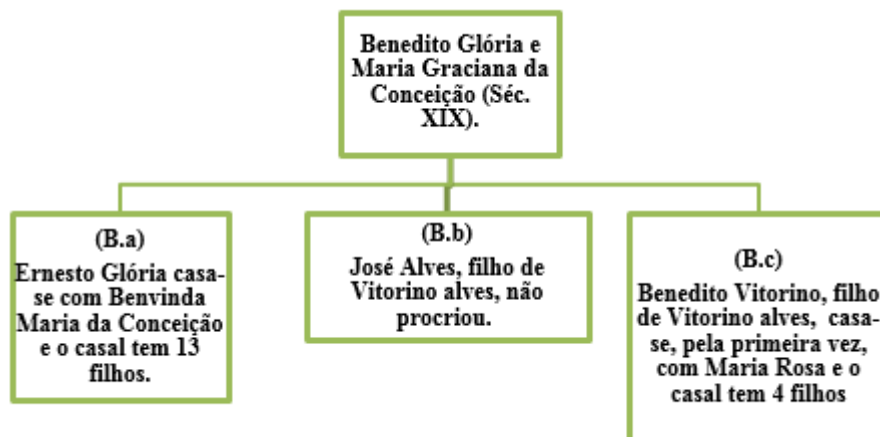 Benedito Glória e
Maria Graciana da
Conceição (Séc.
XIX).
(B.a)
Ernesto Glória casa-
se com Benvinda
Maria da Conceição
e o casal tem 13
filhos.
(B.b)
José Alves, filho de
Vitorino alves, não
procriou.
(B.c)
Benedito Vitorino, filho
de Vitorino alves, casa-
se, pela primeira vez,
com Maria Rosa e o
casal tem 4 filhos